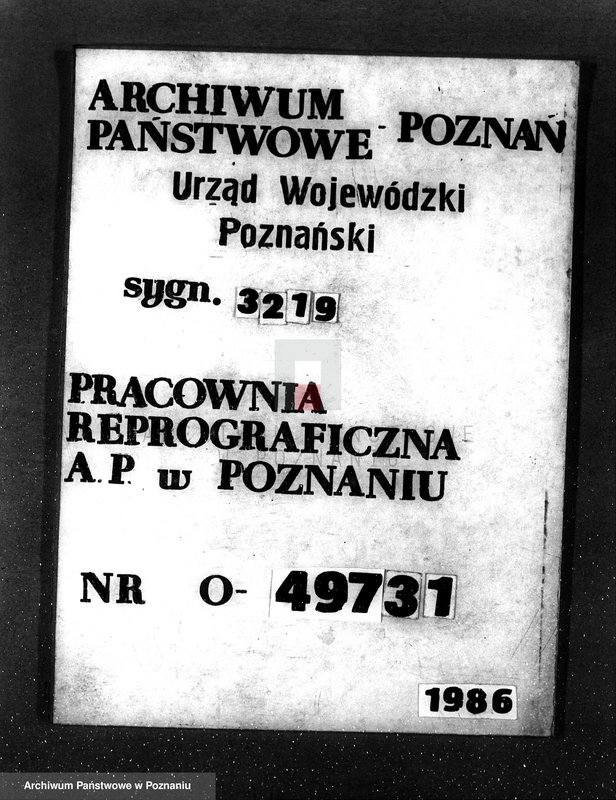 ARCHIWUM
PAŃSTWOWE - POZNAŃ
Urząd Wojewódzki
Poznański
sygn. 3219
PRACOWNIA
REPROGRAFICZNA
A.P. w POZNANIU
NR O-49731
1986
Archiwum Państwowe w Poznaniu